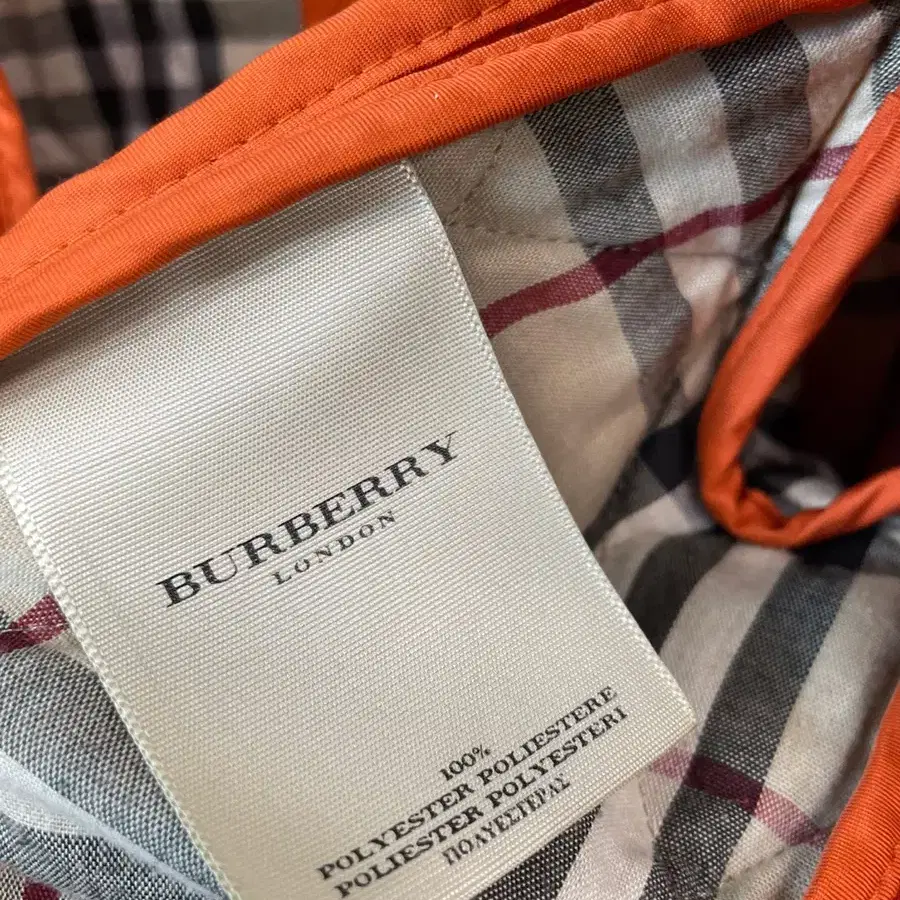 BURBERRY
LONDON
100%
POLYESTER POLIESTERE
POLIESTER POLYESTERI
ΠΟΛΥΕΣΤΕΡΑΣ